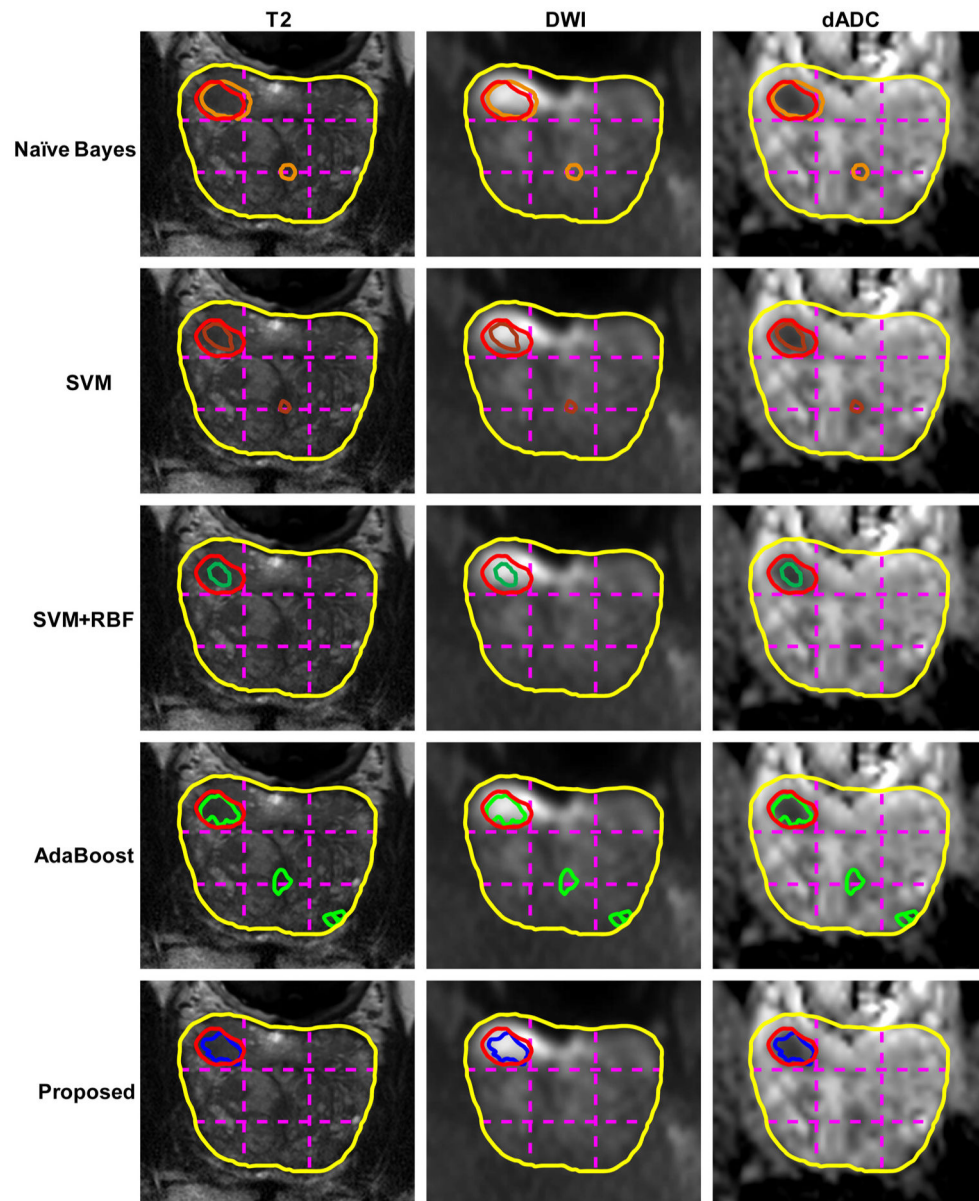 T2 DWI dADC
Naïve Bayes
SVM
SVM+RBF
AdaBoost
Proposed